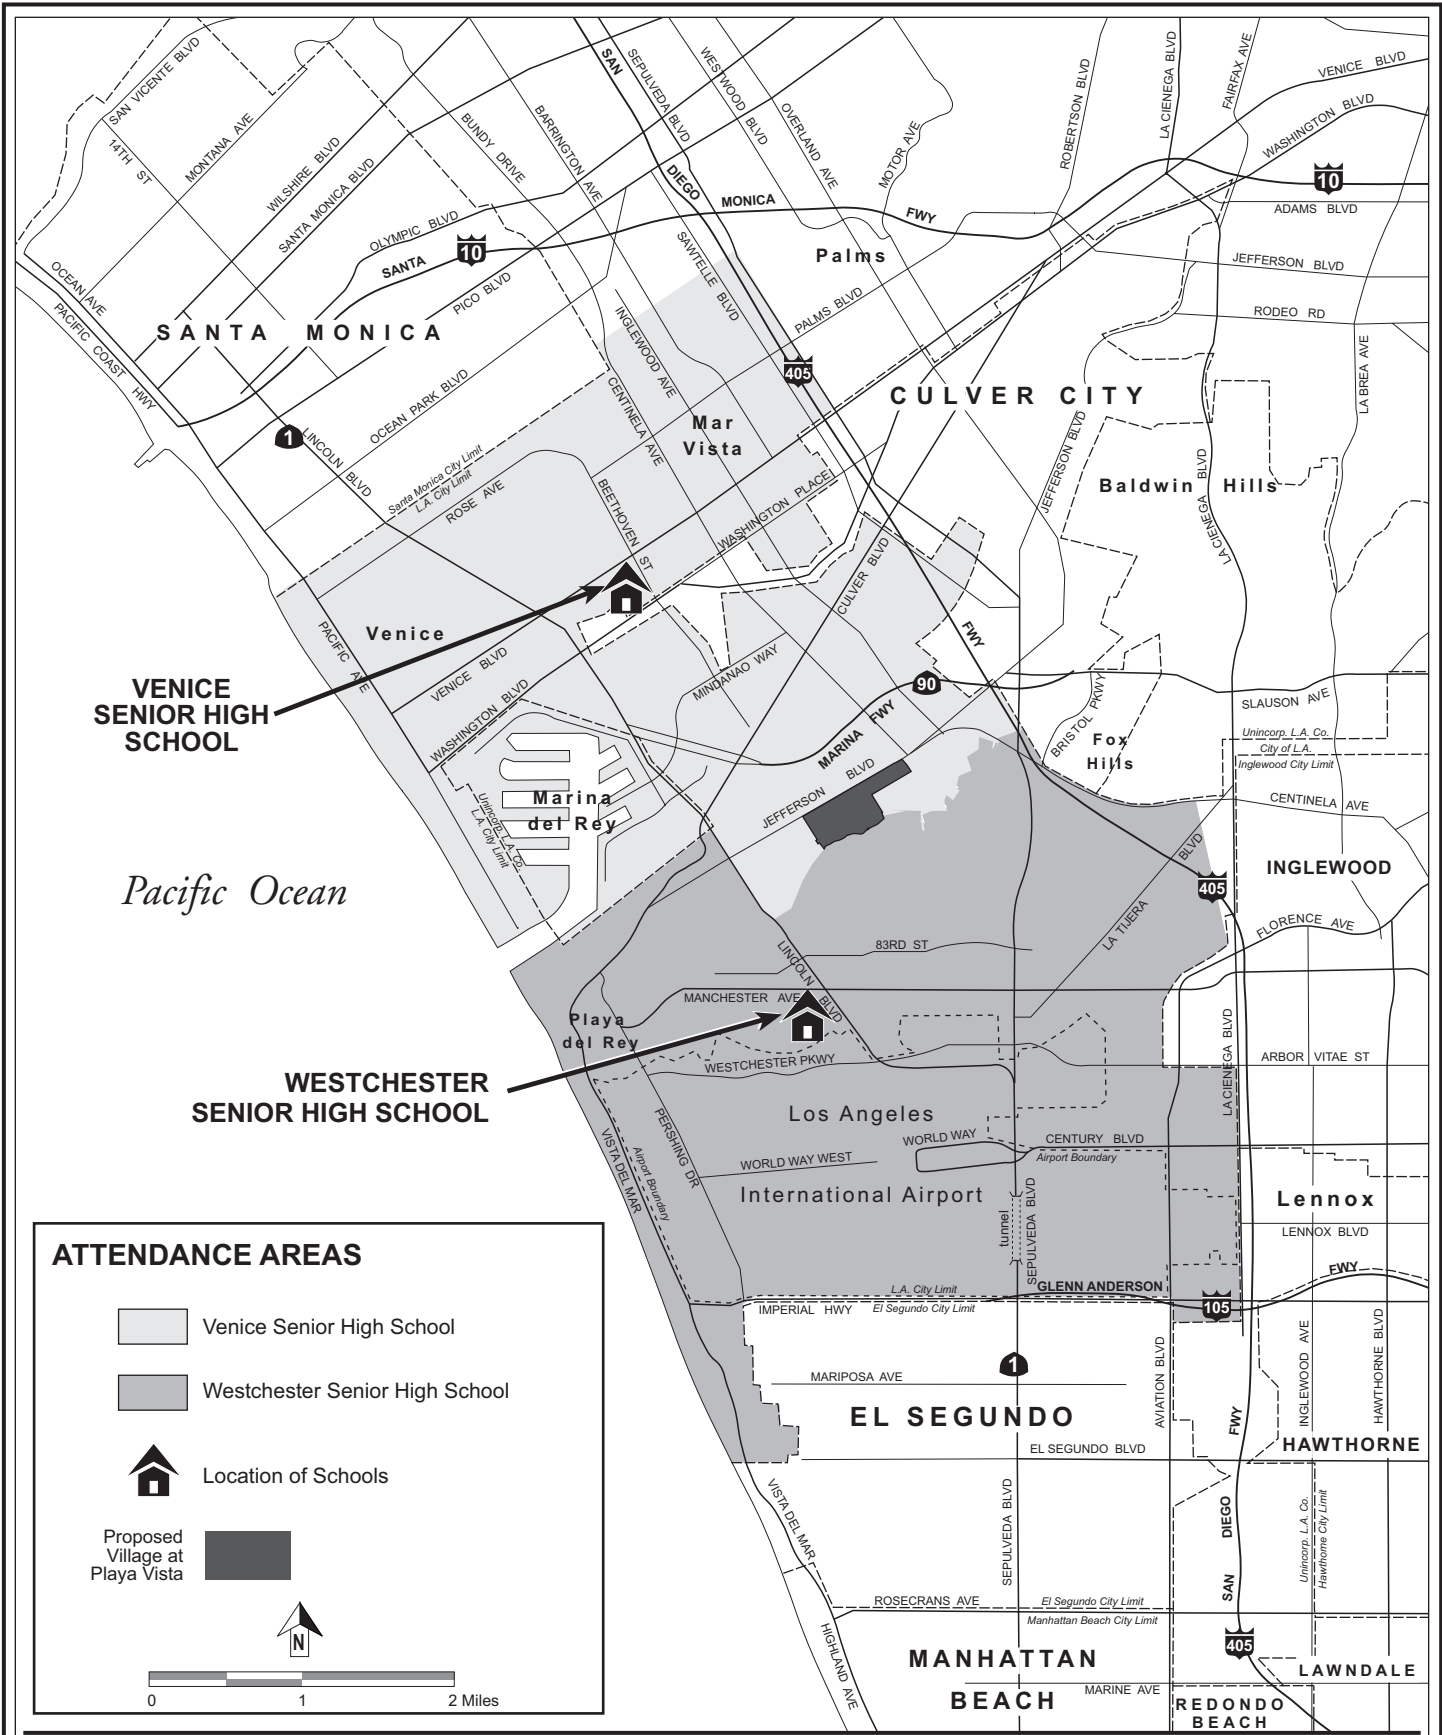 SAN VICENTE BLVD
14TH ST
MONTANA AVE
WILSHIRE BLVD
SANTA MONICA BLVD
BUNDY DRIVE
BARRINGTON AVE
SAN
DIEGO
SEPULVEDA BLVD
WESTWOOD BLVD
OVERLAND AVE
MOTOR AVE
ROBERTSON BLVD
LA CIENEGA BLVD
FAIRFAX AVE
VENICE BLVD
WASHINGTON BLVD
10
ADAMS BLVD
OLYMPIC BLVD
10
SANTA
MONICA
FWY
PICO BLVD
SAWTELLE BLVD
Palms
JEFFERSON BLVD
OCEAN AVE
PACIFIC COAST HWY
SANTA MONICA
INGLEWOOD AVE
PALMS BLVD
RODEO RD
LA BREA AVE
405
OCEAN PARK BLVD
CENTINELA AVE
CULVER CITY
1
LINCOLN BLVD
Mar
Vista
JEFFERSON BLVD
Santa Monica City Limit
L.A. City Limit
ROSE AVE
BEETHOVEN ST
WASHINGTON PLACE
Baldwin Hills
LA CIENEGA BLVD
CULVER BLVD
PACIFIC AVE
Venice
FWY
VENICE BLVD
MINDANAO WAY
VENICE
SENIOR HIGH
SCHOOL
WASHINGTON BLVD
90
MARINA FWY
BRISTOL PKWY
SLAUSON AVE
Fox
Hills
Unincorp. L.A. Co.
City of L.A.
Inglewood City Limit
Marina
del Rey
Unincorp. L.A. Co.
L.A. City Limit
JEFFERSON BLVD
CENTINELA AVE
INGLEWOOD
405
Pacific Ocean
LA TIJERA BLVD
FLORENCE AVE
83RD ST
LINCOLN BLVD
MANCHESTER AVE
Playa
del Rey
WESTCHESTER PKWY
LA CIENEGA BLVD
ARBOR VITAE ST
WESTCHESTER
SENIOR HIGH SCHOOL
Los Angeles
International Airport
PERSHING DR
VISTA DEL MAR
Airport Boundary
WORLD WAY
WORLD WAY WEST
CENTURY BLVD
Airport Boundary
Lennox
LENNOX BLVD
tunnel
SEPULVEDA BLVD
L.A. City Limit
GLENN ANDERSON
FWY
105
IMPERIAL HWY
El Segundo City Limit
1
MARIPOSA AVE
AVIATION BLVD
FWY
INGLEWOOD AVE
HAWTHORNE BLVD
EL SEGUNDO
HAWTHORNE
EL SEGUNDO BLVD
VISTA DEL MAR
SEPULVEDA BLVD
DIEGO
SAN
Unincorp. L.A. Co.
Hawthorne City Limit
ROSECRANS AVE
El Segundo City Limit
Manhattan Beach City Limit
HIGHLAND AVE
405
MANHATTAN
BEACH
MARINE AVE
LAWNDALE
REDONDO
BEACH
ATTENDANCE AREAS
Venice Senior High School
Westchester Senior High School
Location of Schools
Proposed
Village at
Playa Vista
N
0 1 2 Miles